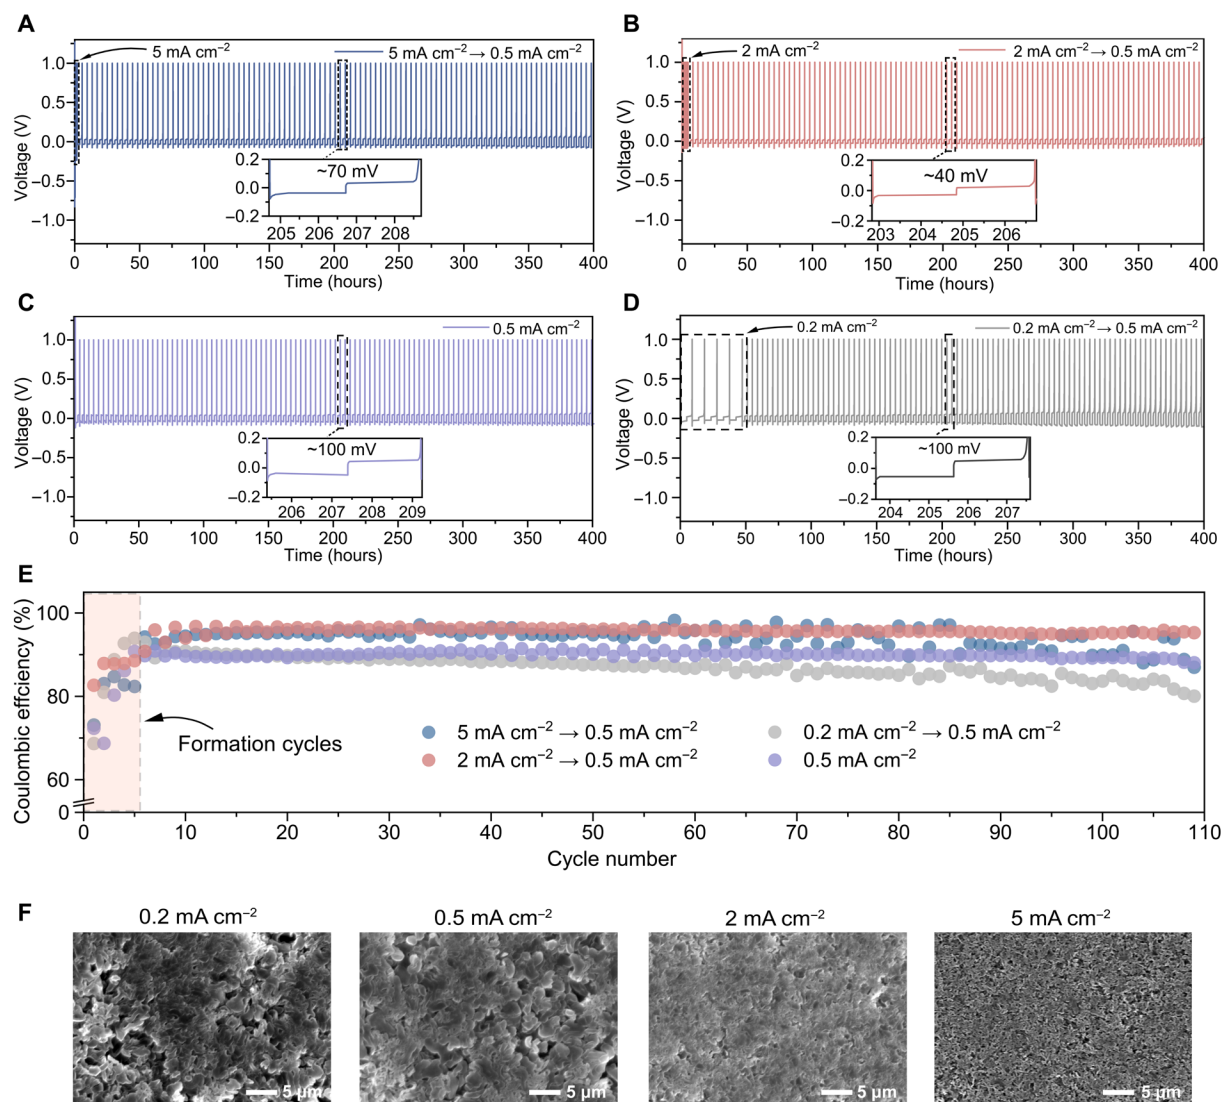 A
5 mA cm⁻²
5 mA cm⁻² → 0.5 mA cm⁻²
1.0
0.5
0.0
−0.5
−1.0
Voltage (V)
~70 mV
0.2
0.0
−0.2
205 206 207 208
0 50 100 150 200 250 300 350 400
Time (hours)
B
2 mA cm⁻²
2 mA cm⁻² → 0.5 mA cm⁻²
1.0
0.5
0.0
−0.5
−1.0
Voltage (V)
~40 mV
0.2
0.0
−0.2
203 204 205 206
0 50 100 150 200 250 300 350 400
Time (hours)
C
0.5 mA cm⁻²
1.0
0.5
0.0
−0.5
−1.0
Voltage (V)
~100 mV
0.2
0.0
−0.2
206 207 208 209
0 50 100 150 200 250 300 350 400
Time (hours)
D
0.2 mA cm⁻²
0.2 mA cm⁻² → 0.5 mA cm⁻²
1.0
0.5
0.0
−0.5
−1.0
Voltage (V)
~100 mV
0.2
0.0
−0.2
204 205 206 207
0 50 100 150 200 250 300 350 400
Time (hours)
E
100
80
60
0
Coulombic effciency (%)
Formation cycles
5 mA cm⁻² → 0.5 mA cm⁻²
2 mA cm⁻² → 0.5 mA cm⁻²
0.2 mA cm⁻² → 0.5 mA cm⁻²
0.5 mA cm⁻²
0 10 20 30 40 50 60 70 80 90 100 110
Cycle number
F
0.2 mA cm⁻²
0.5 mA cm⁻²
2 mA cm⁻²
5 mA cm⁻²
5 μm
5 μm
5 μm
5 μm